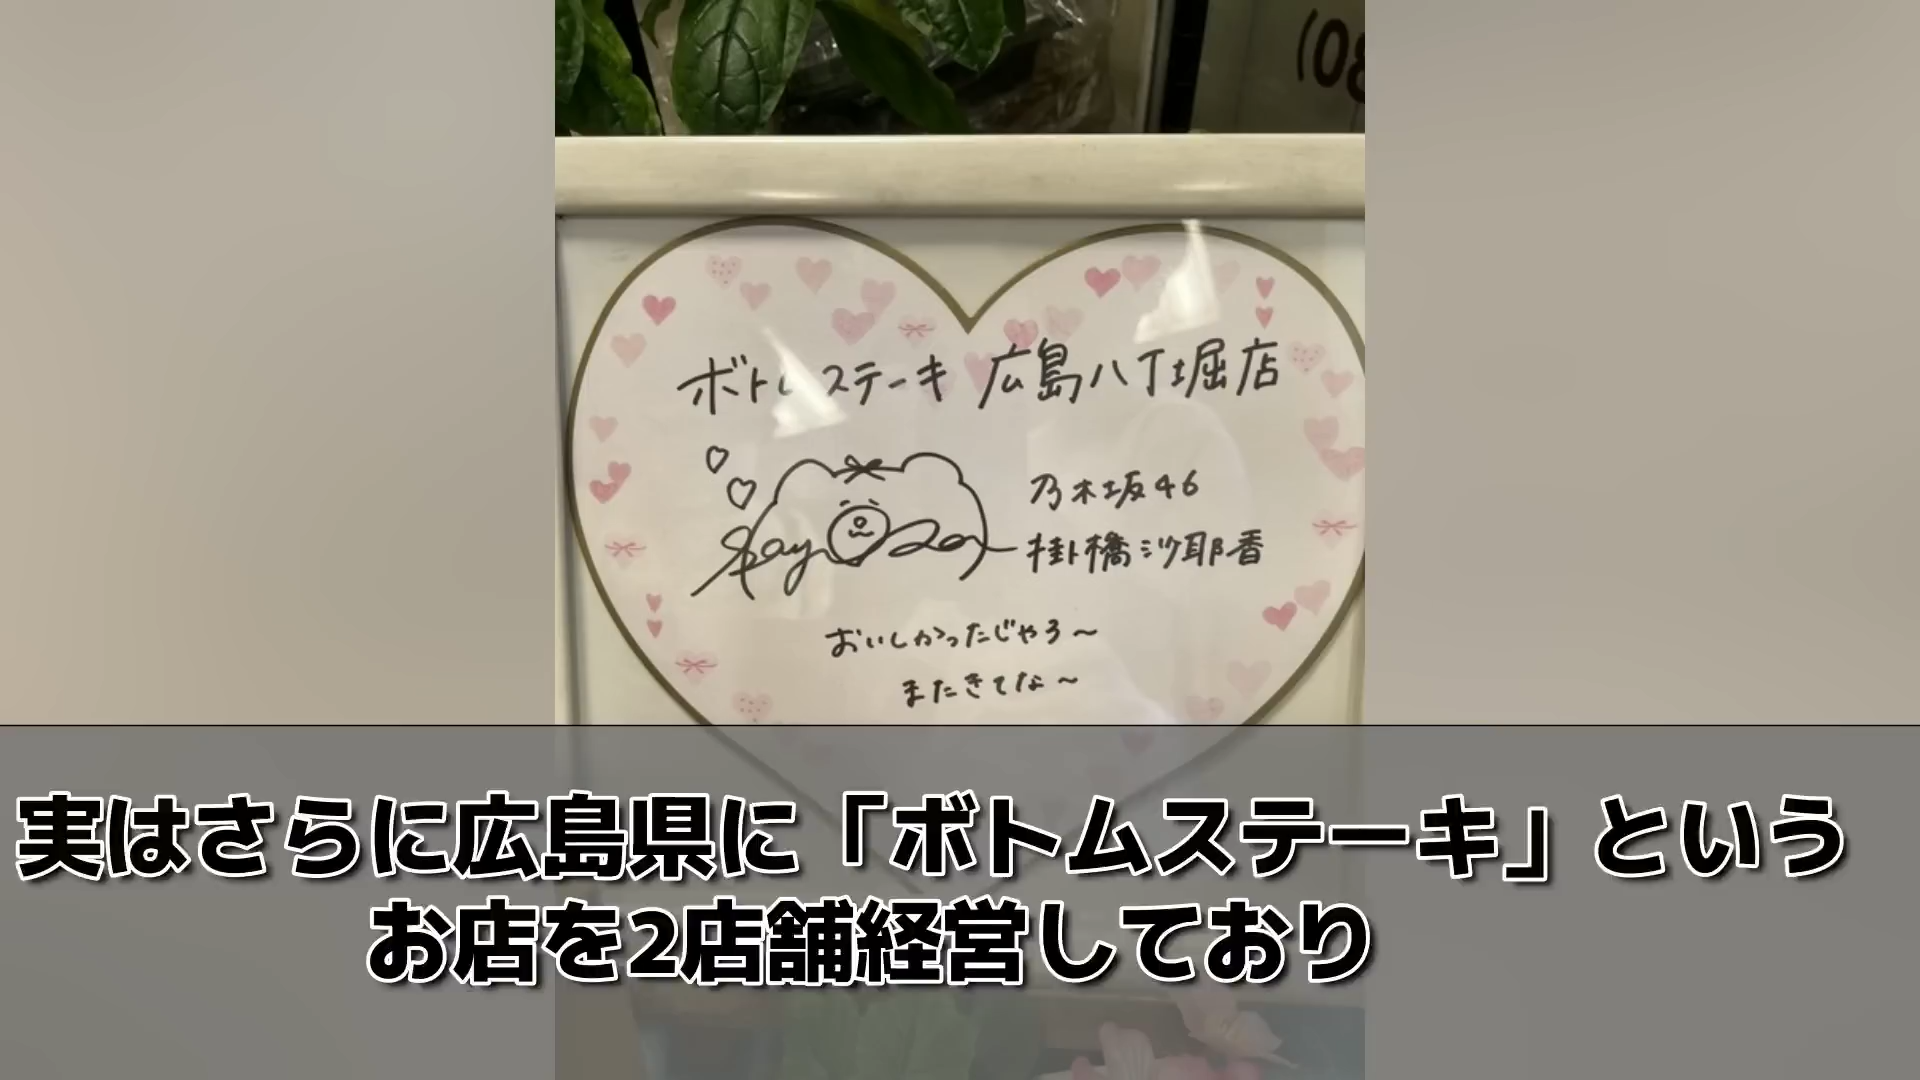 (08
ボトムステーキ 広島八丁堀店
乃木坂46
Sayaka
掛橋沙耶香
おいしかったじゃろ～
またきてな～
実はさらに広島県に「ボトムステーキ」という
お店を2店舗経営しており